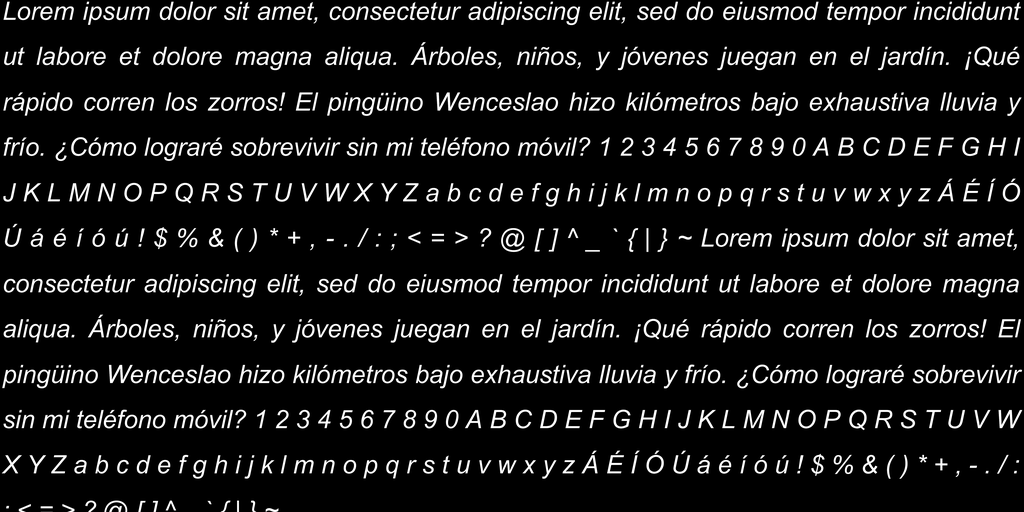 Lorem ipsum dolor sit amet, consectetur adipiscing elit, sed do eiusmod tempor incididunt
ut labore et dolore magna aliqua. Árboles, niños, y jóvenes juegan en el jardín. ¡Qué
rápido corren los zorros! El pingüino Wenceslao hizo kilómetros bajo exhaustiva lluvia y
frío. ¿Cómo lograré sobrevivir sin mi teléfono móvil? 1 2 3 4 5 6 7 8 9 0 A B C D E F G H I
J K L M N O P Q R S T U V W X Y Z a b c d e f g h i j k l m n o p q r s t u v w x y z Á É Í Ó
Ú á é í ó ú ! $ % & ( ) * + , - . / : ; < = > ? @ [ ] ^ _ ` { | } ~ Lorem ipsum dolor sit amet,
consectetur adipiscing elit, sed do eiusmod tempor incididunt ut labore et dolore magna
aliqua. Árboles, niños, y jóvenes juegan en el jardín. ¡Qué rápido corren los zorros! El
pingüino Wenceslao hizo kilómetros bajo exhaustiva lluvia y frío. ¿Cómo lograré sobrevivir
sin mi teléfono móvil? 1 2 3 4 5 6 7 8 9 0 A B C D E F G H I J K L M N O P Q R S T U V W
X Y Z a b c d e f g h i j k l m n o p q r s t u v w x y z Á É Í Ó Ú á é í ó ú ! $ % & ( ) * + , - . / :
; < = > ? @ [ ] ^ _ ` { | } ~